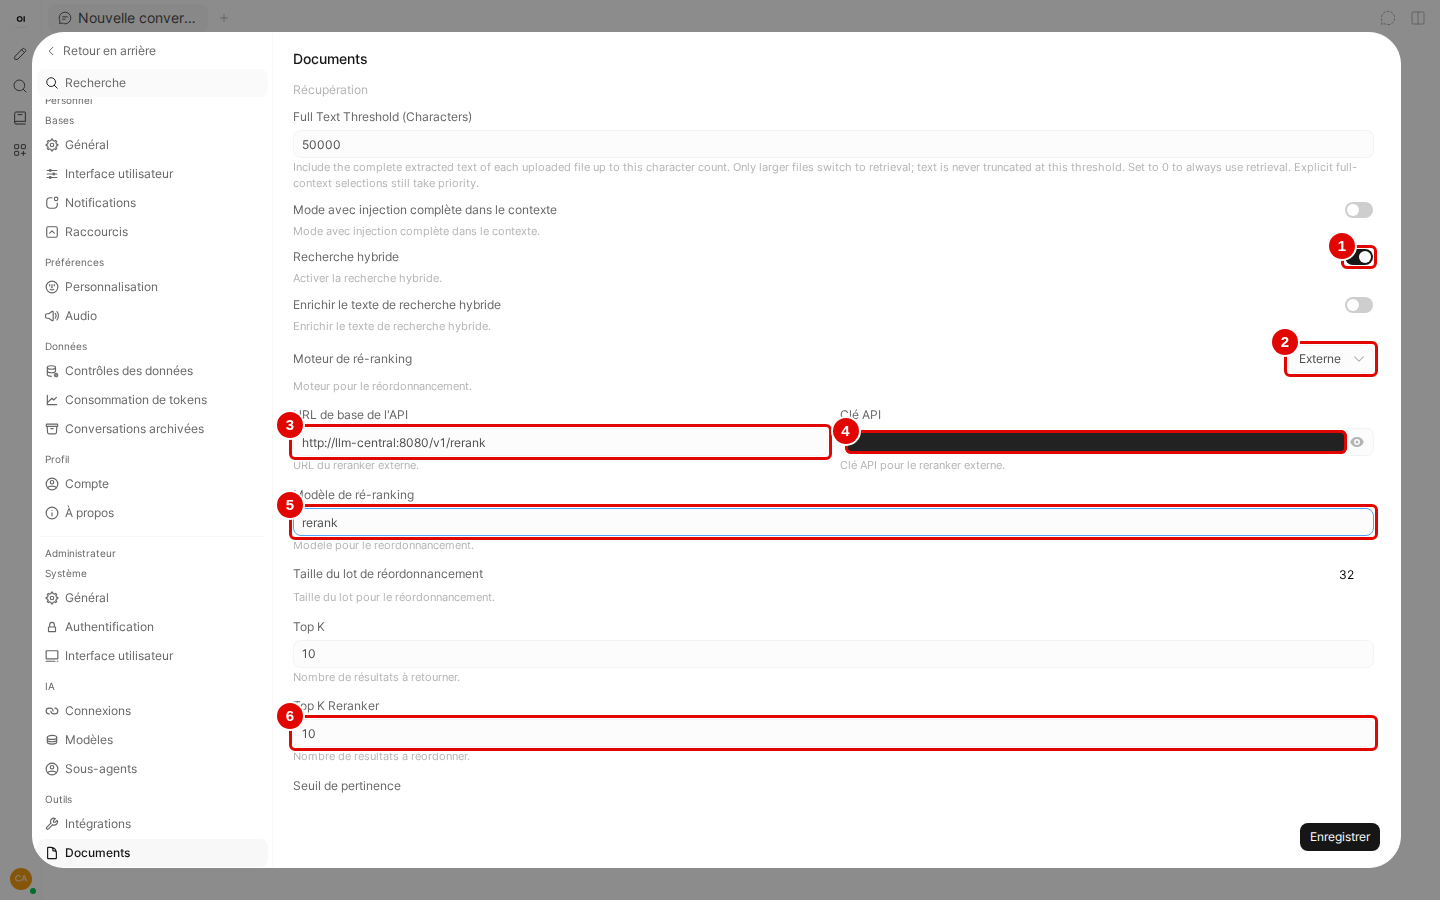 OI
Nouvelle conver...
Retour en arrière
Recherche
Personnel
Bases
Général
Interface utilisateur
Notifications
Raccourcis
Préférences
Personnalisation
Audio
Données
Contrôles des données
Consommation de tokens
Conversations archivées
Profil
Compte
À propos
Administrateur
Système
Général
Authentification
Interface utilisateur
IA
Connexions
Modèles
Sous-agents
Outils
Intégrations
Documents
CA
Documents
Récupération
Full Text Threshold (Characters)
50000
Include the complete extracted text of each uploaded file up to this character count. Only larger files switch to retrieval; text is never truncated at this threshold. Set to 0 to always use retrieval. Explicit full-
context selections still take priority.
Mode avec injection complète dans le contexte
Mode avec injection complète dans le contexte.
1
Recherche hybride
Activer la recherche hybride.
Enrichir le texte de recherche hybride
Enrichir le texte de recherche hybride.
2
Moteur de ré-ranking
Externe
Moteur pour le réordonnancement.
URL de base de l'API
Clé API
3
4
http://llm-central:8080/v1/rerank
URL du reranker externe.
Clé API pour le reranker externe.
Modèle de ré-ranking
5
rerank
Modèle pour le réordonnancement.
Taille du lot de réordonnancement
32
Taille du lot pour le réordonnancement.
Top K
10
Nombre de résultats à retourner.
Top K Reranker
6
10
Nombre de résultats à réordonner.
Seuil de pertinence
Enregistrer